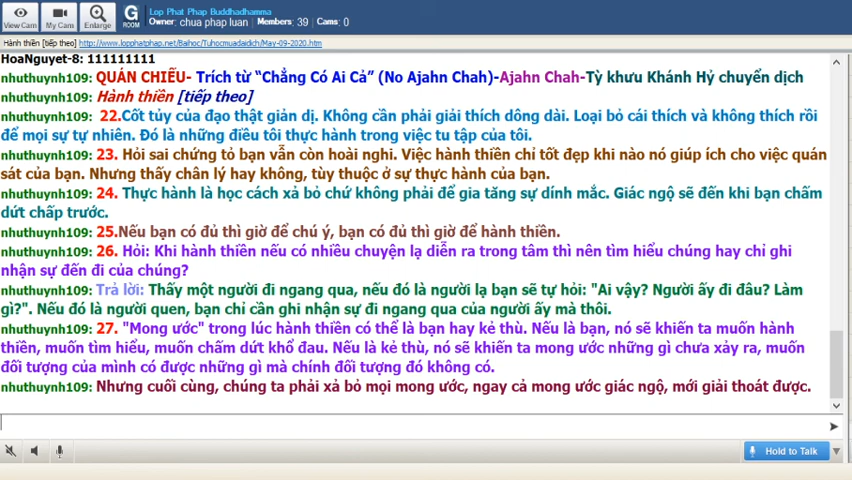 View Cam
My Cam
Enlarge
G
ROOM
Lop Phat Phap Buddhadhamma
Owner: chua phap luan Members: 39 Cams: 0
Hành thiền [tiếp theo] http://www.lopphatphap.net/Baihoc/Tuhocmuadaidich/May-09-2020.htm
HoaNguyet-8: 111111111
nhuthuynh109: QUÁN CHIẾU- Trích từ “Chẳng Có Ai Cả” (No Ajahn Chah)-Ajahn Chah-Tỳ khưu Khánh Hỷ chuyển dịch
nhuthuynh109: Hành thiền [tiếp theo]
nhuthuynh109: 22.Cốt tủy của đạo thật giản dị. Không cần phải giải thích dông dài. Loại bỏ cái thích và không thích rồi
để mọi sự tự nhiên. Đó là những điều tôi thực hành trong việc tu tập của tôi.
nhuthuynh109: 23. Hỏi sai chứng tỏ bạn vẫn còn hoài nghi. Việc hành thiền chỉ tốt đẹp khi nào nó giúp ích cho việc quán
sát của bạn. Nhưng thấy chân lý hay không, tùy thuộc ở sự thực hành của bạn.
nhuthuynh109: 24. Thực hành là học cách xả bỏ chứ không phải để gia tăng sự dính mắc. Giác ngộ sẽ đến khi bạn chấm
dứt chấp trước.
nhuthuynh109: 25.Nếu bạn có đủ thì giờ để chú ý, bạn có đủ thì giờ để hành thiền.
nhuthuynh109: 26. Hỏi: Khi hành thiền nếu có nhiều chuyện lạ diễn ra trong tâm thì nên tìm hiểu chúng hay chỉ ghi
nhận sự đến đi của chúng?
nhuthuynh109: Trả lời: Thấy một người đi ngang qua, nếu đó là người lạ bạn sẽ tự hỏi: "Ai vậy? Người ấy đi đâu? Làm
gì?". Nếu đó là người quen, bạn chỉ cần ghi nhận sự đi ngang qua của người ấy mà thôi.
nhuthuynh109: 27. "Mong ước" trong lúc hành thiền có thể là bạn hay kẻ thù. Nếu là bạn, nó sẽ khiến ta muốn hành
thiền, muốn tìm hiểu, muốn chấm dứt khổ đau. Nếu là kẻ thù, nó sẽ khiến ta mong ước những gì chưa xảy ra, muốn
đối tượng của mình có được những gì mà chính đối tượng đó không có.
nhuthuynh109: Nhưng cuối cùng, chúng ta phải xả bỏ mọi mong ước, ngay cả mong ước giác ngộ, mới giải thoát được.
Hold to Talk